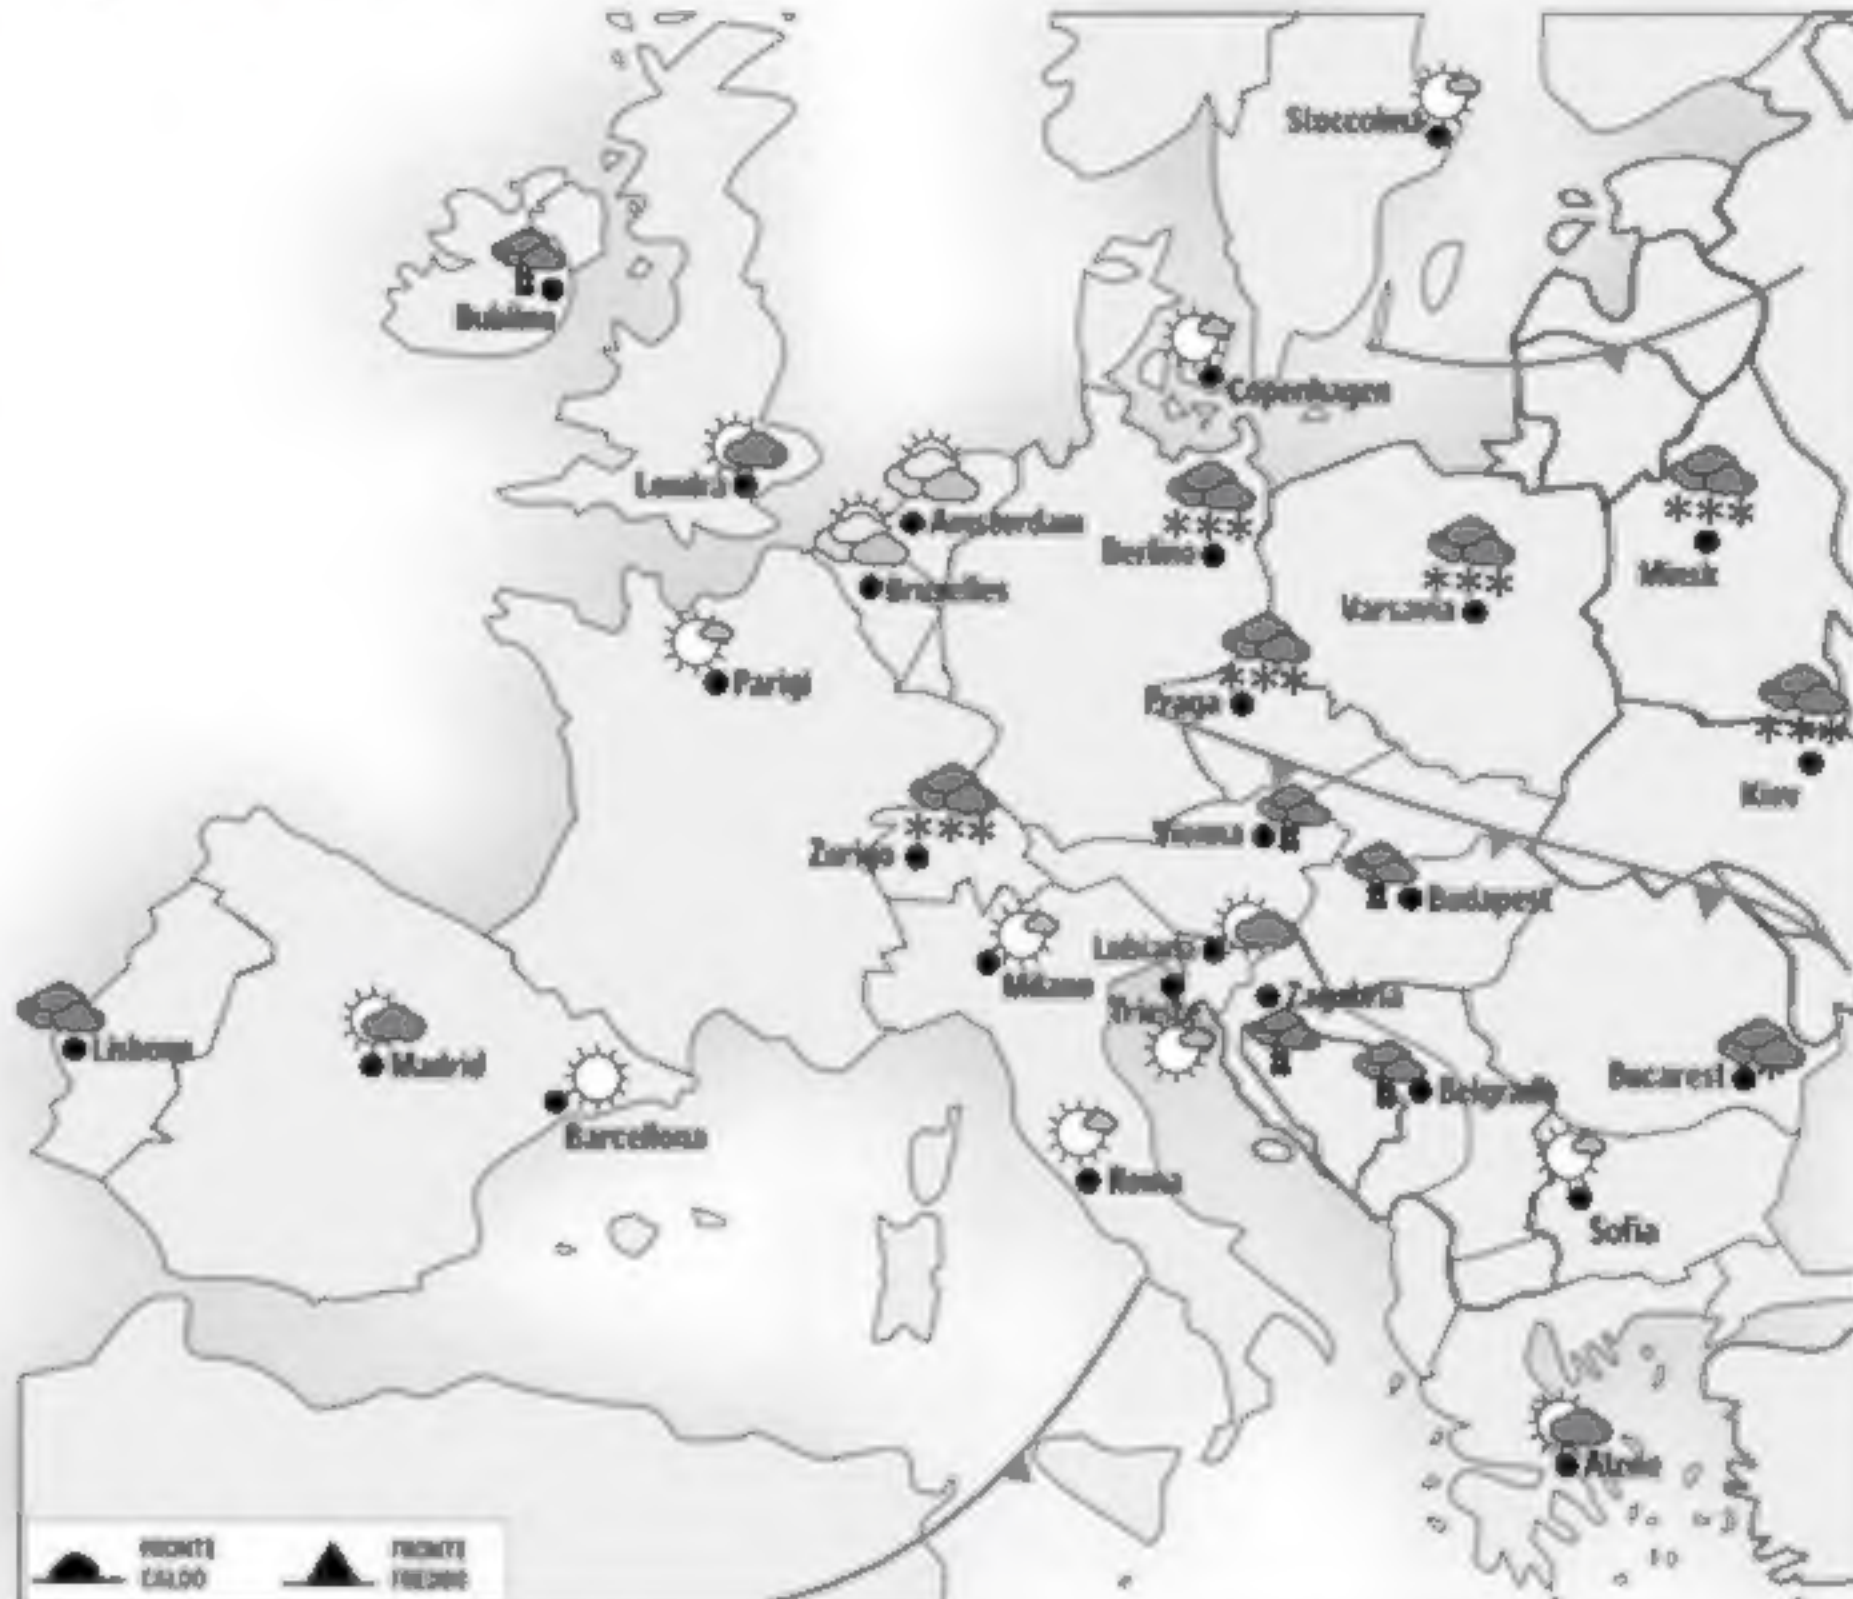 Stoccolma
Dublino
Copenhagen
Londra
Amsterdam
Berlino
Bruxelles
Minsk
Varsavia
Parigi
Praga
Kiev
Vienna
Zurigo
Budapest
Lubiana
Milano
Zagabria
Trieste
Lisbona
Madrid
Bucarest
Belgrado
Barcellona
Roma
Sofia
Atene
FRONTE
CALDO
FRONTE
FREDDO